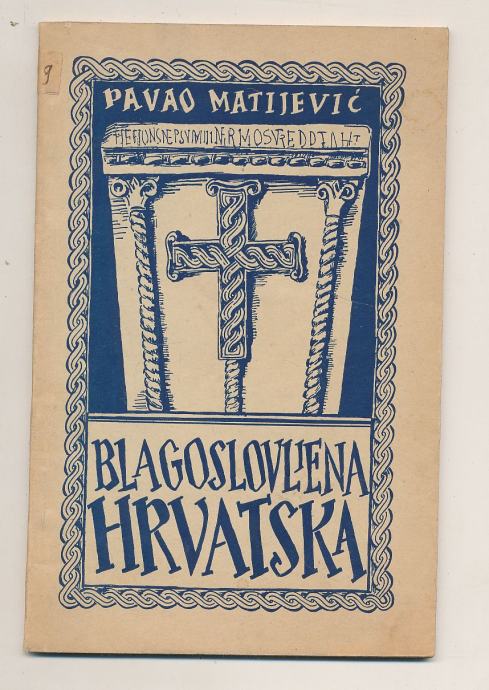 9
PAVAO MATIJEVIĆ
BLAGOSLOVLJENA
HRVATSKA